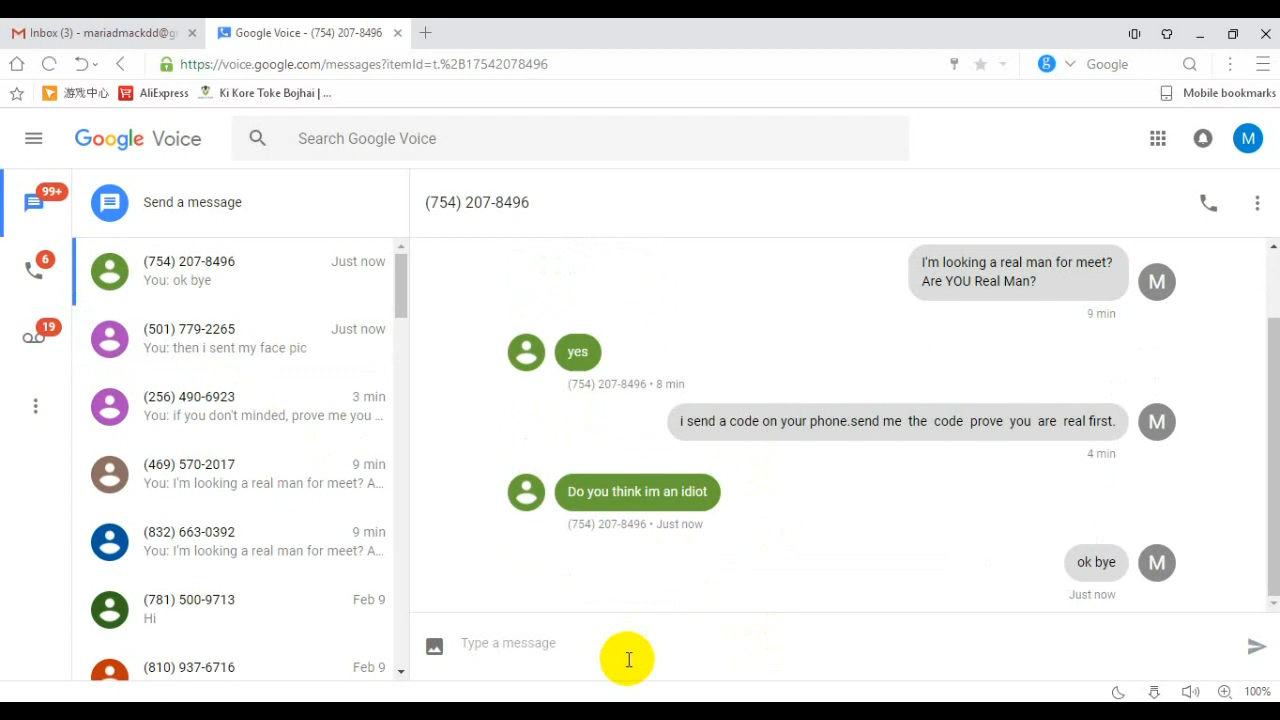 Inbox (3) - mariadmackdd@g
Google Voice - (754) 207-8496
https://voice.google.com/messages?itemId=t.%2B17542078496
Google
游戏中心
AliExpress
Ki Kore Toke Bojhai | ...
Mobile bookmarks
Google Voice
Search Google Voice
M
99+
Send a message
(754) 207-8496
6
19
(754) 207-8496 Just now
You: ok bye
(501) 779-2265 Just now
You: then i sent my face pic
(256) 490-6923 3 min
You: if you don't minded, prove me you ...
(469) 570-2017 9 min
You: I'm looking a real man for meet? A...
(832) 663-0392 9 min
You: I'm looking a real man for meet? A...
(781) 500-9713 Feb 9
Hi
(810) 937-6716 Feb 9
I'm looking a real man for meet?
Are YOU Real Man?
M
9 min
yes
(754) 207-8496 • 8 min
i send a code on your phone.send me the code prove you are real first.
M
4 min
Do you think im an idiot
(754) 207-8496 • Just now
ok bye
M
Just now
Type a message
100%